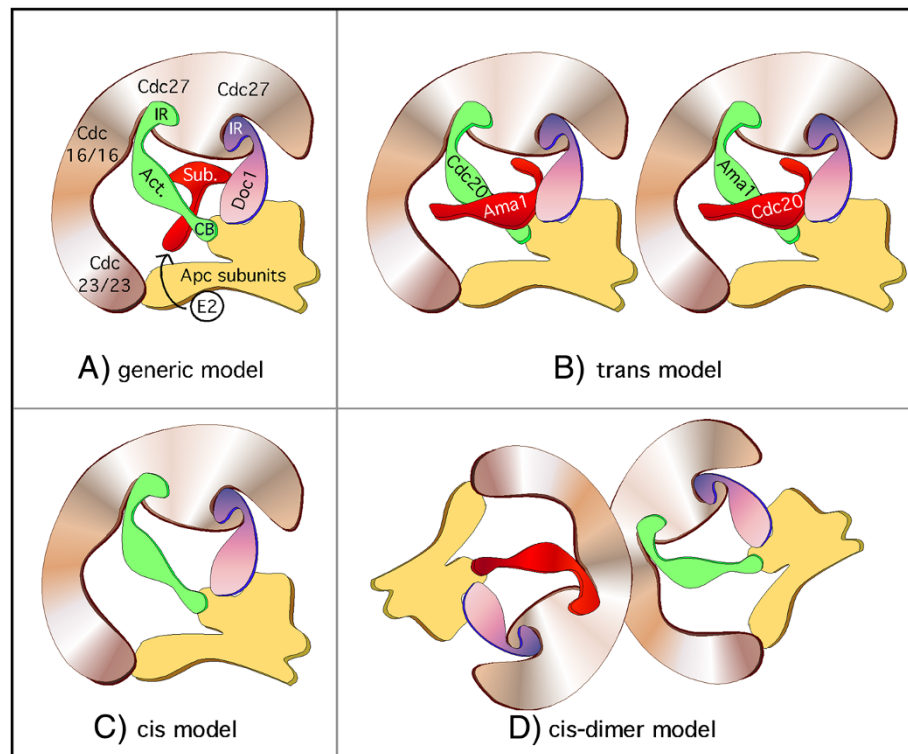 Cdc27
Cdc27
IR
IR
Cdc
16/16
Act.
Sub.
Doc1
CB
Cdc
23/23
Apc subunits
E2
A) generic model
Cdc20
Ama1
Ama1
Cdc20
B) trans model
C) cis model
D) cis-dimer model